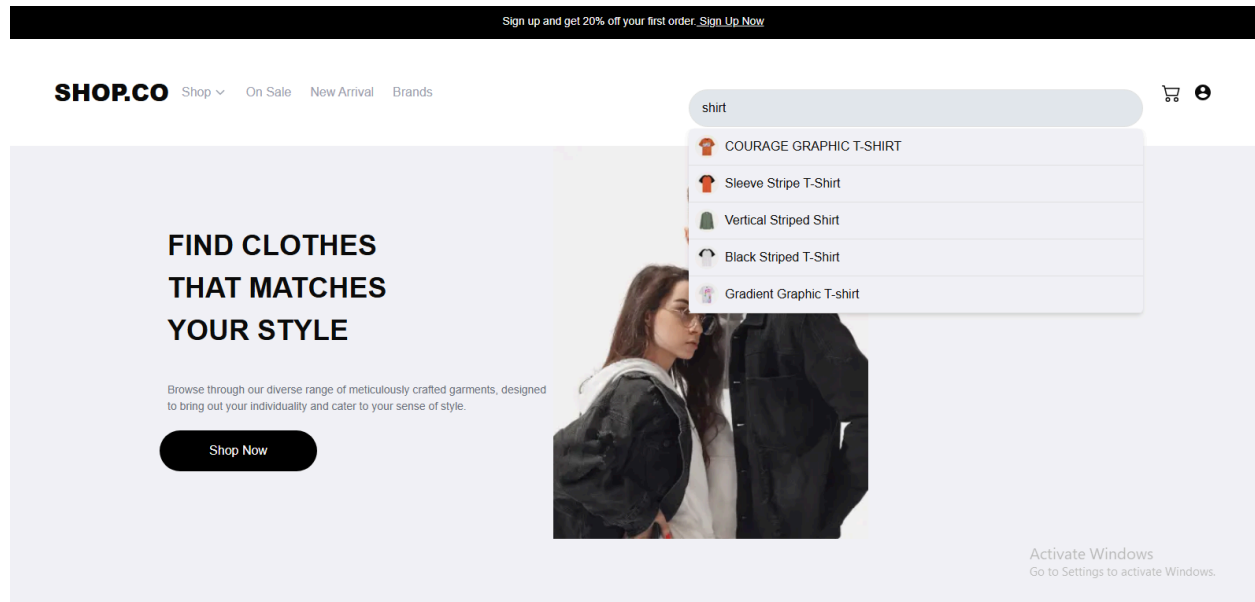 Sign up and get 20% off your first order. Sign Up Now
SHOP.CO
Shop
On Sale
New Arrival
Brands
shirt
COURAGE GRAPHIC T-SHIRT
Sleeve Stripe T-Shirt
Vertical Striped Shirt
Black Striped T-Shirt
Gradient Graphic T-shirt
FIND CLOTHES
THAT MATCHES
YOUR STYLE
Browse through our diverse range of meticulously crafted garments, designed
to bring out your individuality and cater to your sense of style.
Shop Now
Activate Windows
Go to Settings to activate Windows.